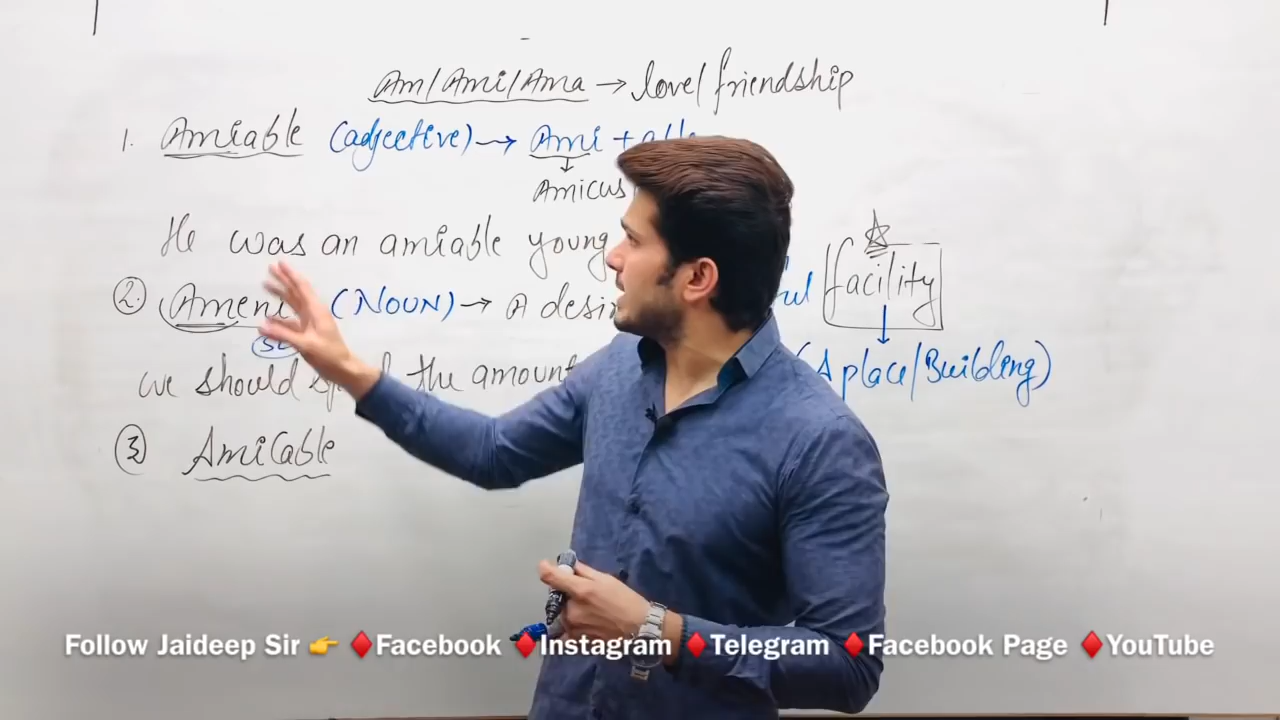 Am/Ami/Ama → love/friendship
1. Amiable (adjective) → Ami + able
Amicus
He was an amiable young
② Ameni (NOUN) → A desi ful facility
we should the amount (A place/Building)
③ Amicable
Follow Jaideep Sir 👉 ♦Facebook ♦Instagram ♦Telegram ♦Facebook Page ♦YouTube